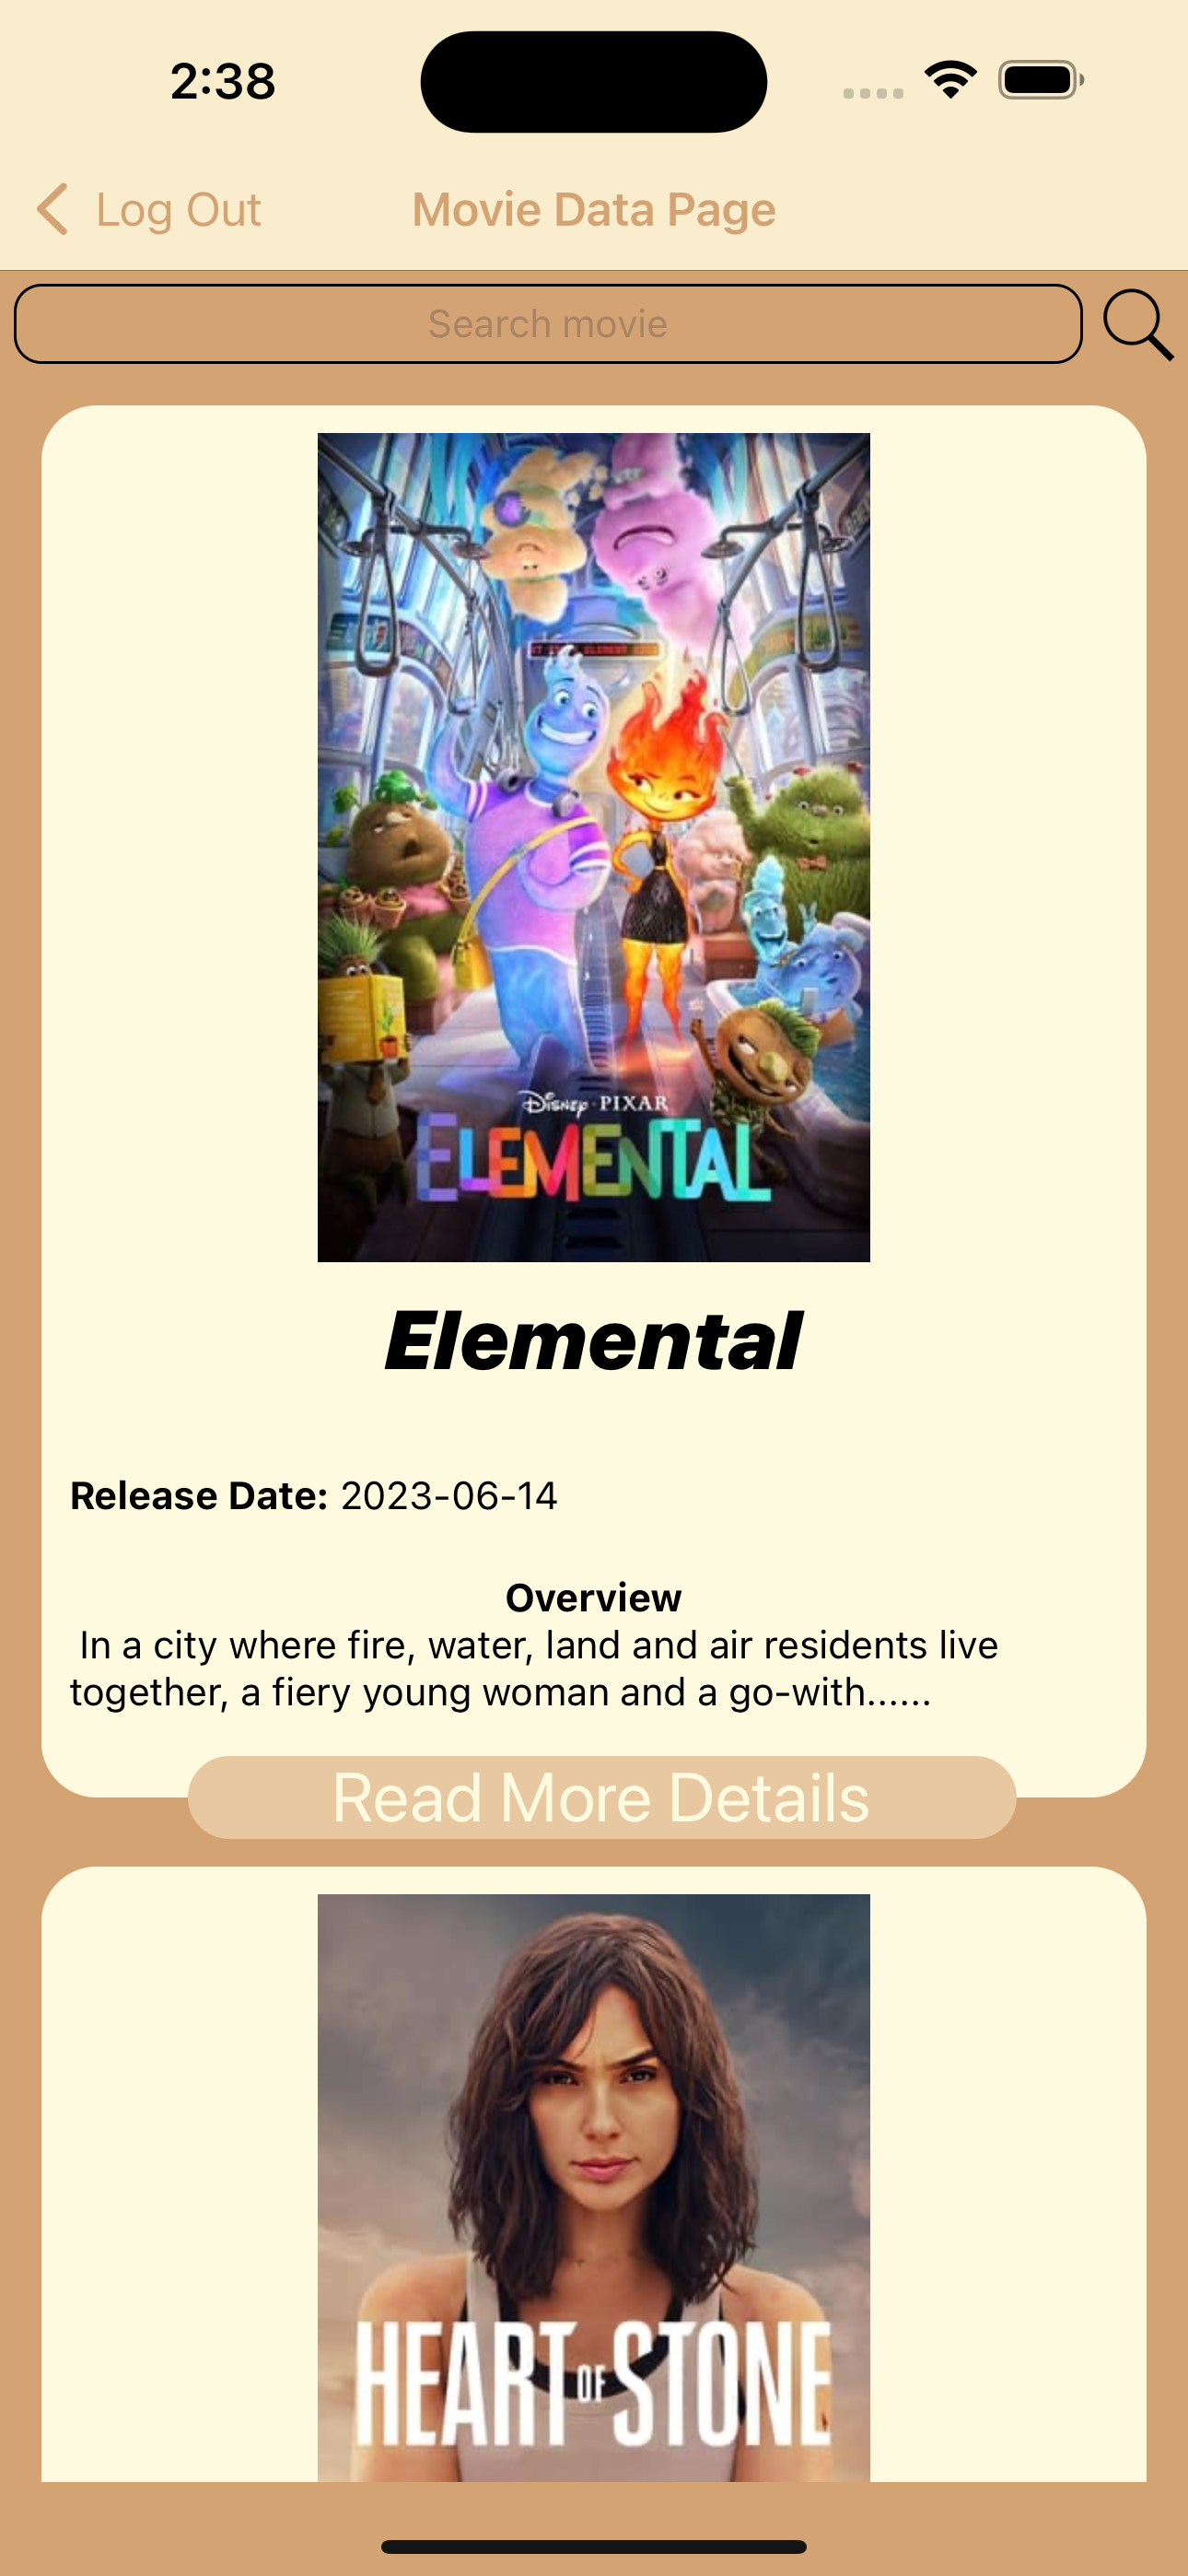 2:38
Log Out
Movie Data Page
Search movie
Disney · PIXAR
ELEMENTAL
Elemental
Release Date: 2023-06-14
Overview
In a city where fire, water, land and air residents live
together, a fiery young woman and a go-with......
Read More Details
HEART OF STONE